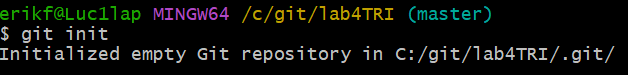 erikf@Luc1lap MINGW64 /c/git/lab4TRI (master)
$ git init
Initialized empty Git repository in C:/git/lab4TRI/.git/